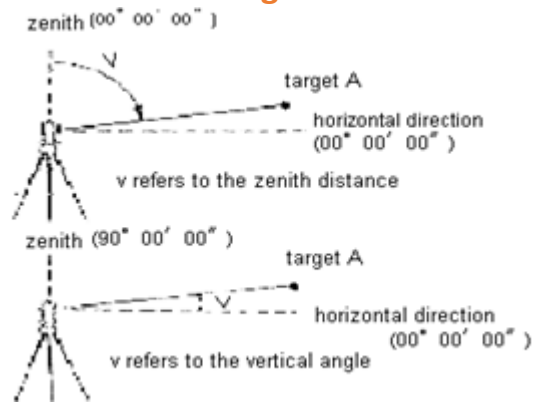 zenith (00° 00′ 00″ )
V
target A
horizontal direction
(00° 00′ 00″ )
v refers to the zenith distance
zenith (90° 00′ 00″ )
target A
V
horizontal direction
(00° 00′ 00″ )
v refers to the vertical angle